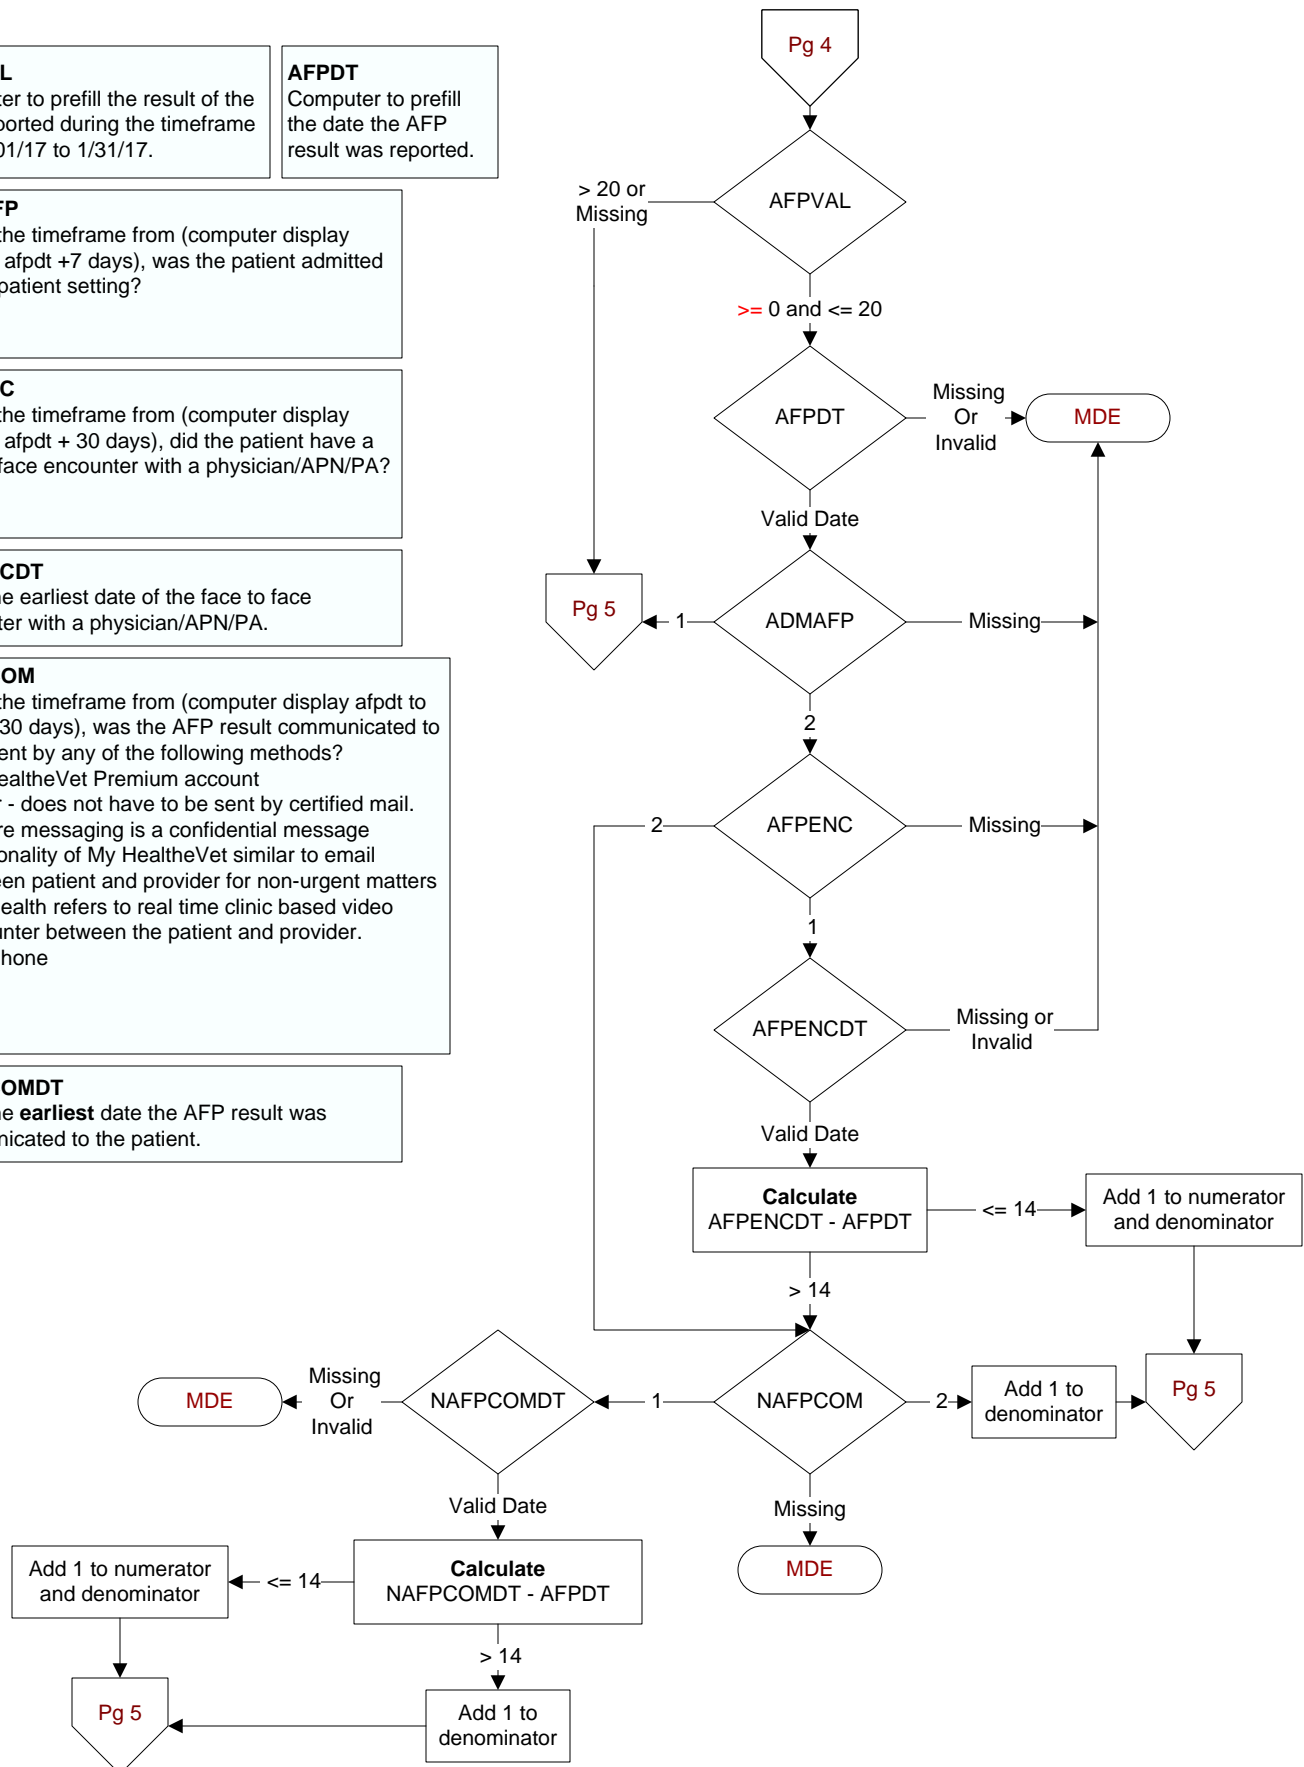 L
ter to prefill the result of the
ported during the timeframe
01/17 to 1/31/17.
AFPDT
Computer to prefill
the date the AFP
result was reported.
FP
the timeframe from (computer display
afpdt +7 days), was the patient admitted
patient setting?
C
the timeframe from (computer display
afpdt + 30 days), did the patient have a
face encounter with a physician/APN/PA?
CDT
e earliest date of the face to face
ter with a physician/APN/PA.
OM
the timeframe from (computer display afpdt to
30 days), was the AFP result communicated to
ent by any of the following methods?
ealtheVet Premium account
r - does not have to be sent by certified mail.
re messaging is a confidential message
onality of My HealtheVet similar to email
een patient and provider for non-urgent matters
ealth refers to real time clinic based video
unter between the patient and provider.
hone
OMDT
e earliest date the AFP result was
nicated to the patient.
Pg 4
AFPVAL
> 20 or
Missing
>= 0 and <= 20
AFPDT
Missing
Or
Invalid
MDE
Valid Date
Pg 5
1
ADMAFP
Missing
2
2
AFPENC
Missing
1
AFPENCDT
Missing or
Invalid
Valid Date
Calculate
AFPENCDT - AFPDT
<= 14
Add 1 to numerator
and denominator
> 14
MDE
Missing
Or
Invalid
NAFPCOMDT
1
NAFPCOM
2
Add 1 to
denominator
Pg 5
Valid Date
Missing
MDE
Add 1 to numerator
and denominator
<= 14
Calculate
NAFPCOMDT - AFPDT
> 14
Pg 5
Add 1 to
denominator